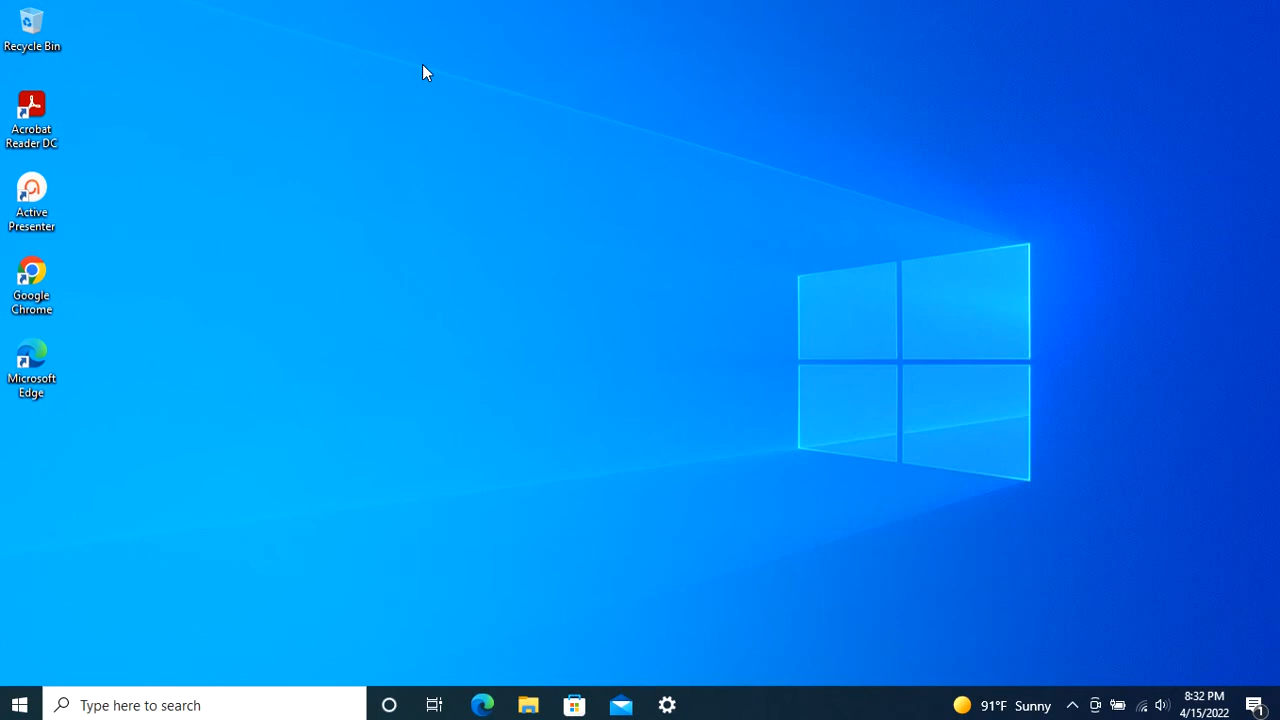 Recycle Bin
Acrobat
Reader DC
Active
Presenter
Google
Chrome
Microsoft
Edge
Type here to search
91°F Sunny
8:32 PM
4/15/2022
1